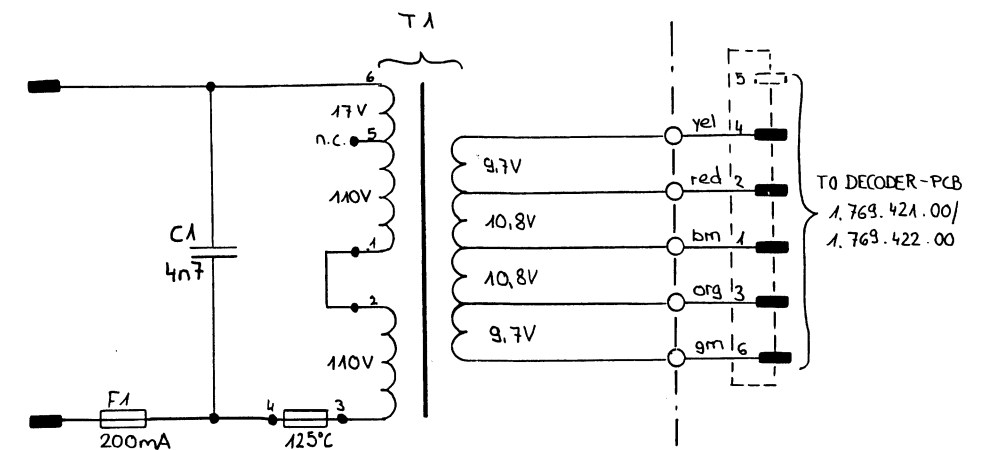 T1
6
17V
n.c. 5
110V
1
2
110V
C1
4n7
F1
200mA
4
3
125°C
9,7V
10,8V
10,8V
9,7V
5
yel 4
red 2
brn 1
org 3
grn 6
TO DECODER-PCB
1.769.421.00/
1.769.422.00